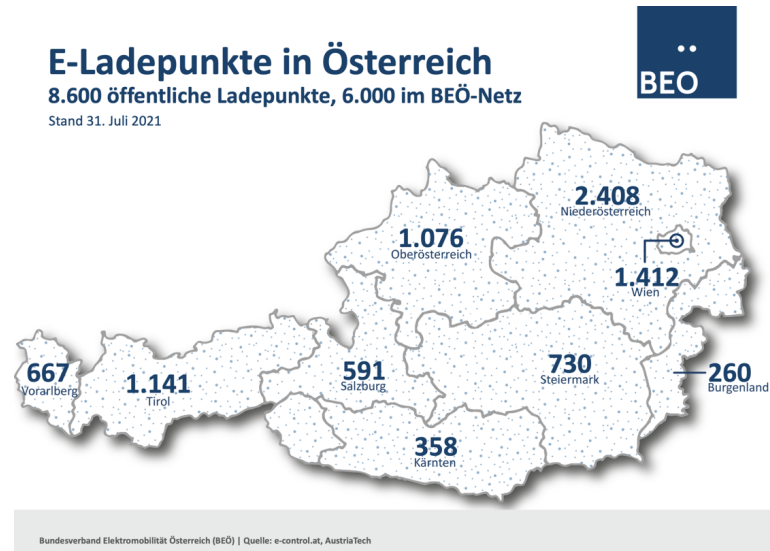 E-Ladepunkte in Österreich
8.600 öffentliche Ladepunkte, 6.000 im BEÖ-Netz
Stand 31. Juli 2021
BEÖ
2.408
Niederösterreich
1.076
Oberösterreich
1.412
Wien
667
Vorarlberg
1.141
Tirol
591
Salzburg
730
Steiermark
260
Burgenland
358
Kärnten
Bundesverband Elektromobilität Österreich (BEÖ) | Quelle: e-control.at, AustriaTech